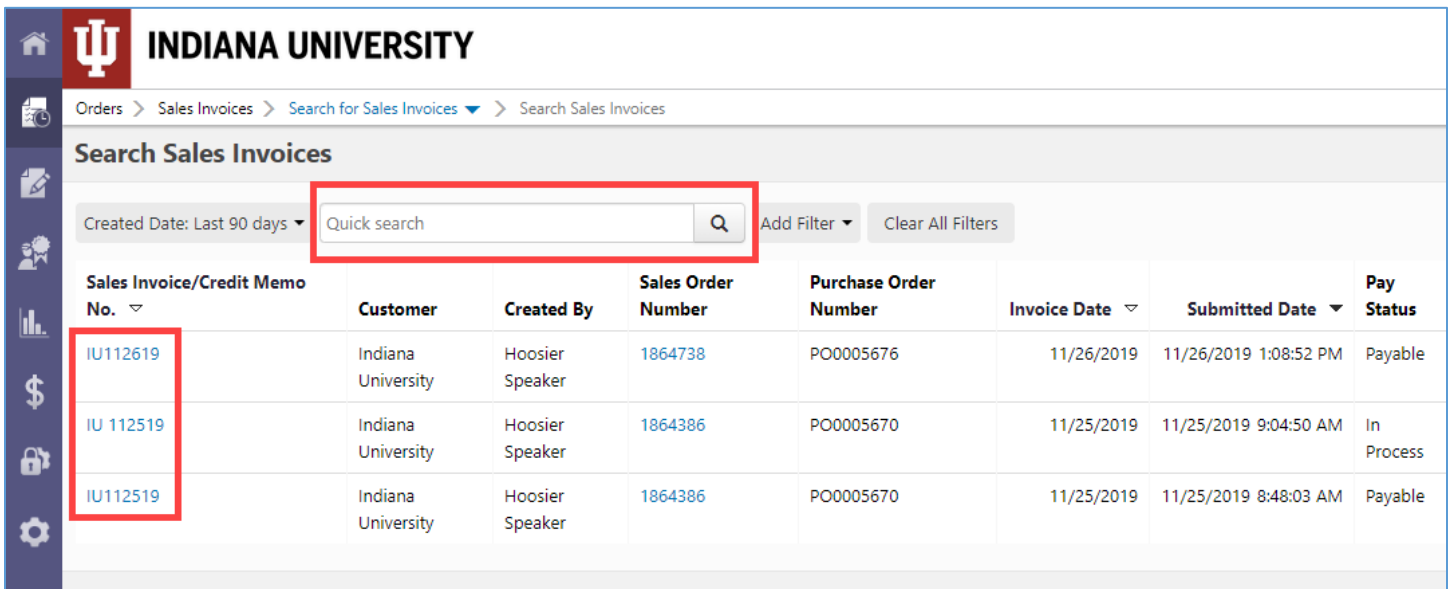 INDIANA UNIVERSITY
Orders > Sales Invoices > Search for Sales Invoices > Search Sales Invoices
Search Sales Invoices
Created Date: Last 90 days Quick search Add Filter Clear All Filters
Sales Invoice/Credit Memo Sales Order Purchase Order Pay
No. Customer Created By Number Number Invoice Date Submitted Date Status
IU112619 Indiana Hoosier 1864738 PO0005676 11/26/2019 11/26/2019 1:08:52 PM Payable
University Speaker
IU 112519 Indiana Hoosier 1864386 PO0005670 11/25/2019 11/25/2019 9:04:50 AM In
University Speaker Process
IU112519 Indiana Hoosier 1864386 PO0005670 11/25/2019 11/25/2019 8:48:03 AM Payable
University Speaker